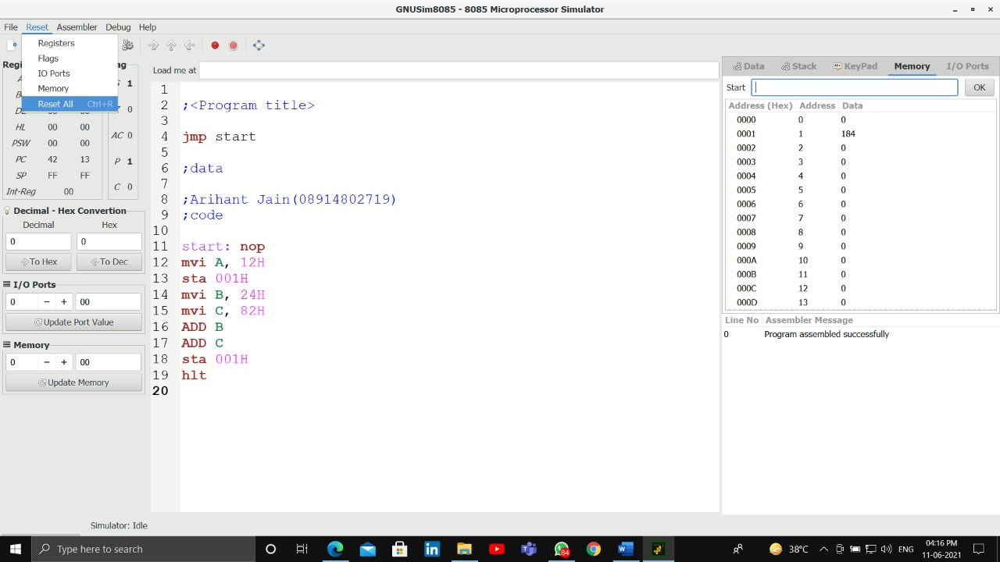 GNUSim8085 - 8085 Microprocessor Simulator
File Reset Assembler Debug Help
Registers
Flags
IO Ports
Memory
Reset All Ctrl+R
Load me at
HL 00 00
PSW 00 00
PC 42 13
SP FF FF
Int-Reg 00
1
0
AC 0
P 1
C 0
Decimal - Hex Convertion
Decimal Hex
0 0
To Hex To Dec
I/O Ports
0 − + 00
Update Port Value
Memory
0 − + 00
Update Memory
1
2 ;<Program title>
3
4 jmp start
5
6 ;data
7
8 ;Arihant Jain(08914802719)
9 ;code
10
11 start: nop
12 mvi A, 12H
13 sta 001H
14 mvi B, 24H
15 mvi C, 82H
16 ADD B
17 ADD C
18 sta 001H
19 hlt
20
Data Stack KeyPad Memory I/O Ports
Start OK
Address (Hex) Address Data
0000 0 0
0001 1 184
0002 2 0
0003 3 0
0004 4 0
0005 5 0
0006 6 0
0007 7 0
0008 8 0
0009 9 0
000A 10 0
000B 11 0
000C 12 0
000D 13 0
Line No Assembler Message
0 Program assembled successfully
Simulator: Idle
Type here to search
84
38°C
ENG
04:16 PM
11-06-2021